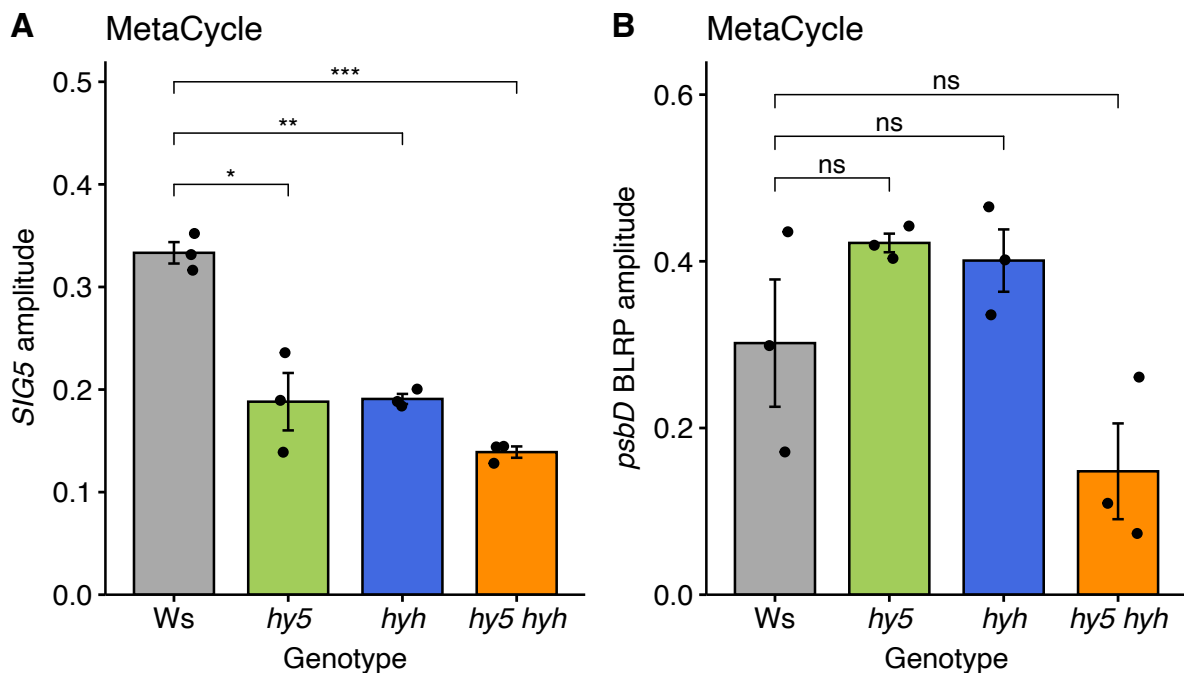 A MetaCycle
SIG5 amplitude
0.5
0.4
0.3
0.2
0.1
0.0
***
**
*
Ws hy5 hyh hy5 hyh
Genotype
B MetaCycle
psbD BLRP amplitude
0.6
0.4
0.2
0.0
ns
ns
ns
Ws hy5 hyh hy5 hyh
Genotype